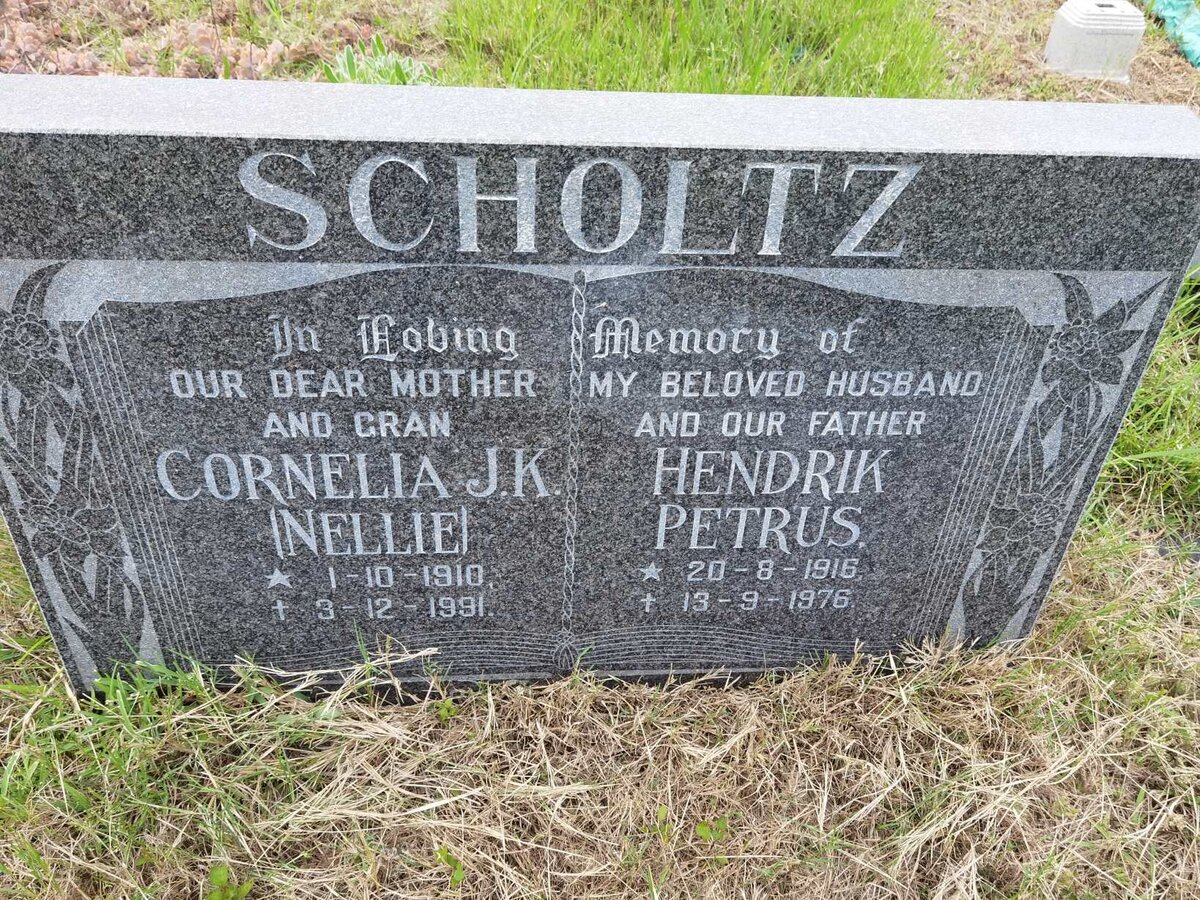 SCHOLTZ
In Loving Memory of
OUR DEAR MOTHER
AND GRAN
CORNELIA J.K.
(NELLIE)
★ 1-10-1910.
† 3-12-1991.
MY BELOVED HUSBAND
AND OUR FATHER
HENDRIK
PETRUS.
★ 20-8-1916.
† 13-9-1976.